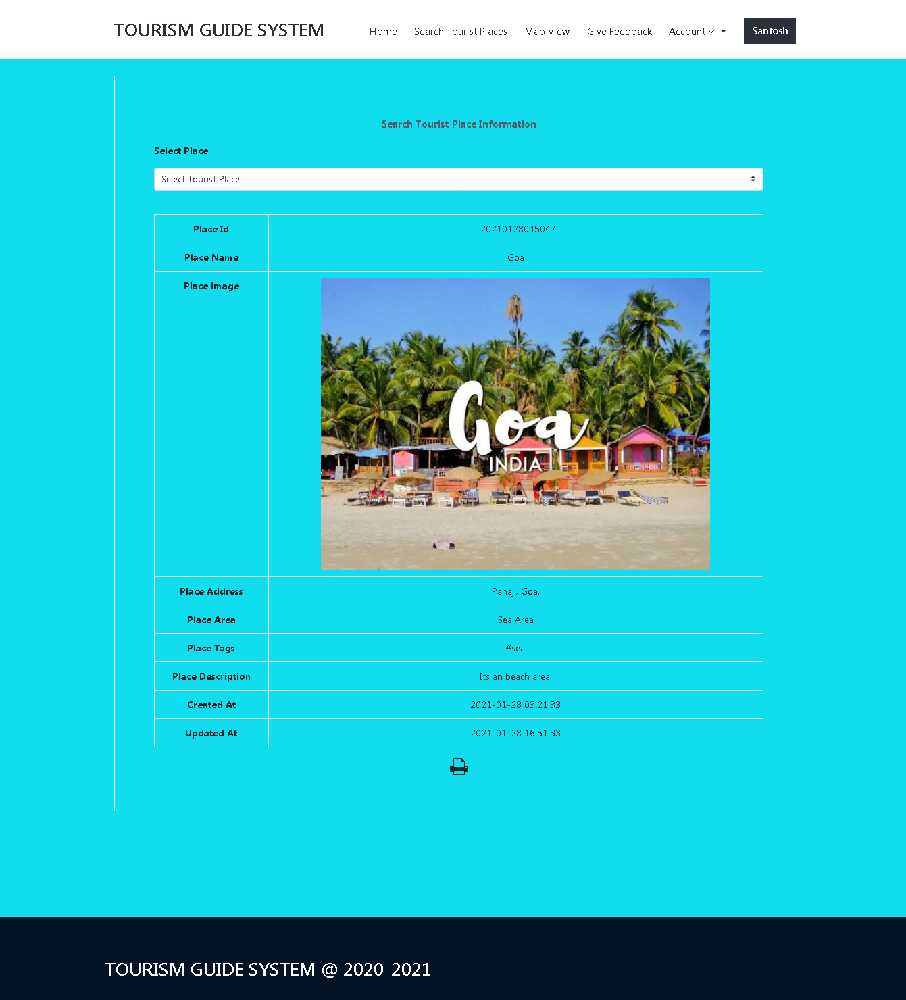 TOURISM GUIDE SYSTEM
Home Search Tourist Places Map View Give Feedback Account Santosh
Search Tourist Place Information
Select Place
Select Tourist Place
Place Id T20210128045047
Place Name Goa
Place Image
Goa
INDIA
Place Address Panaji, Goa.
Place Area Sea Area
Place Tags #sea
Place Description Its an beach area.
Created At 2021-01-28 03:21:33
Updated At 2021-01-28 16:51:33
TOURISM GUIDE SYSTEM @ 2020-2021